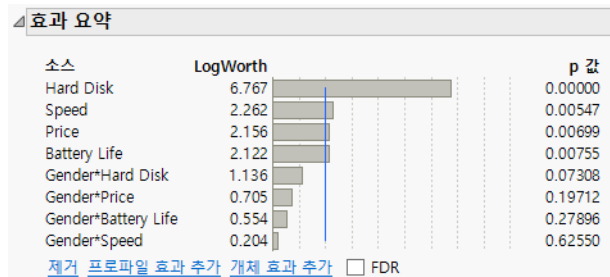 효과 요약
소스 LogWorth p 값
Hard Disk 6.767 0.00000
Speed 2.262 0.00547
Price 2.156 0.00699
Battery Life 2.122 0.00755
Gender*Hard Disk 1.136 0.07308
Gender*Price 0.705 0.19712
Gender*Battery Life 0.554 0.27896
Gender*Speed 0.204 0.62550
제거 프로파일 효과 추가 개체 효과 추가 FDR